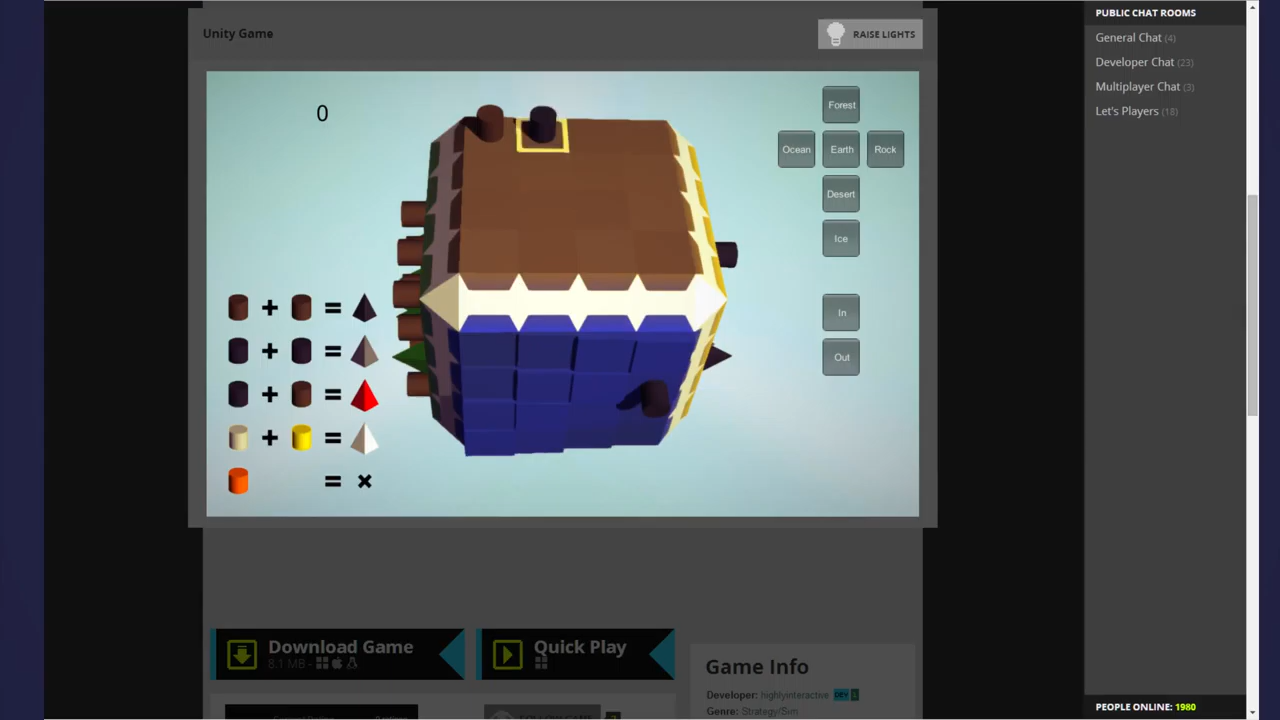 Unity Game
RAISE LIGHTS
0
Forest
Ocean
Earth
Rock
Desert
Ice
In
Out
+ =
+ =
+ =
+ =
= ×
Download Game
8.1 MB -
Quick Play
Game Info
Developer: highlyinteractive DEV 1
Genre: Strategy/Sim
PUBLIC CHAT ROOMS
General Chat (4)
Developer Chat (23)
Multiplayer Chat (3)
Let's Players (18)
PEOPLE ONLINE: 1980